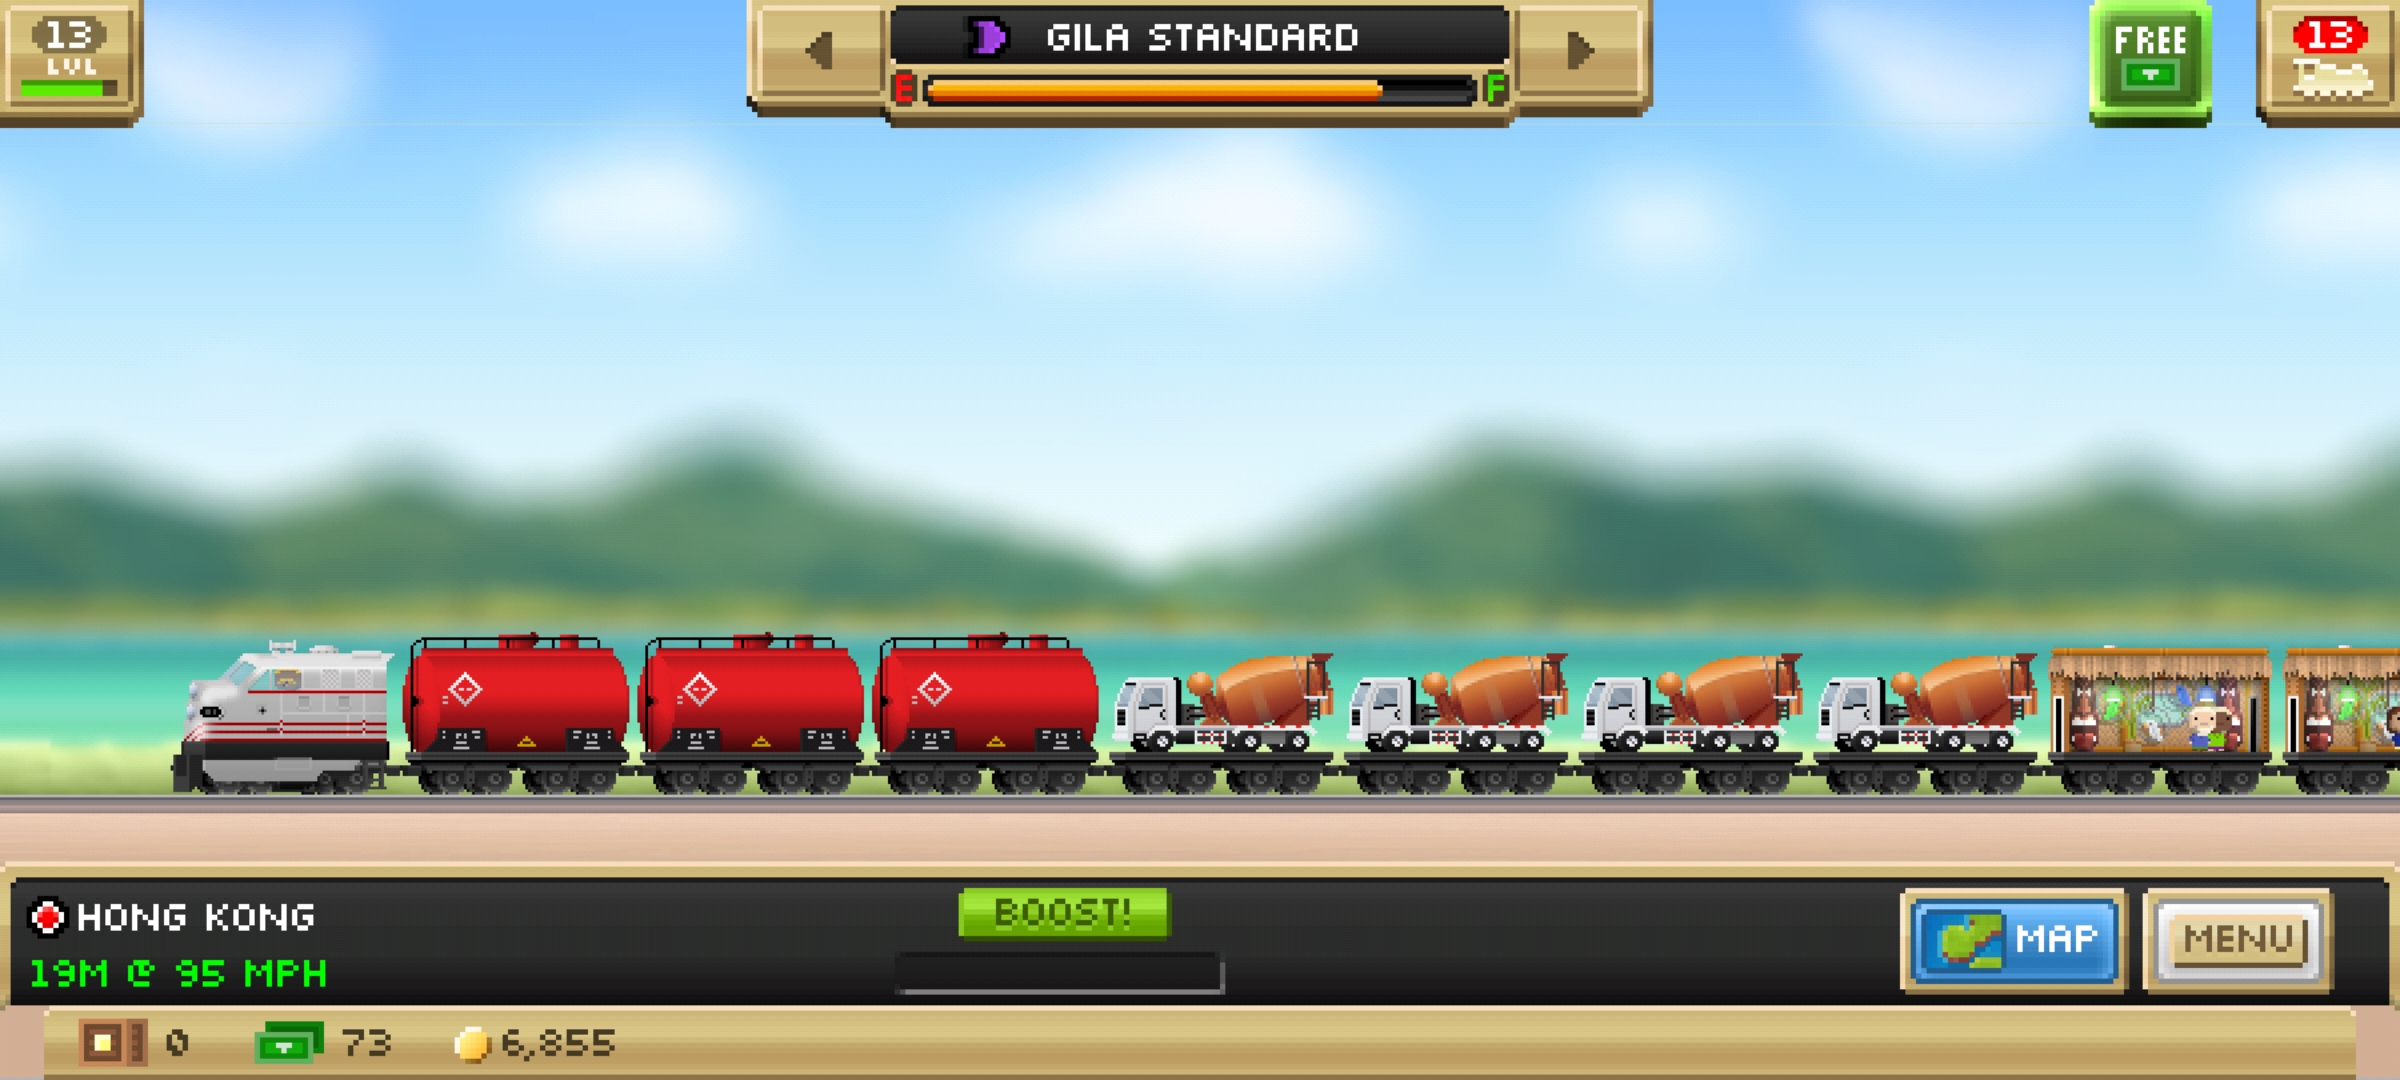 13
LVL
GILA STANDARD
E
F
FREE
13
HONG KONG
19M @ 95 MPH
BOOST!
MAP
MENU
0
73
6,855